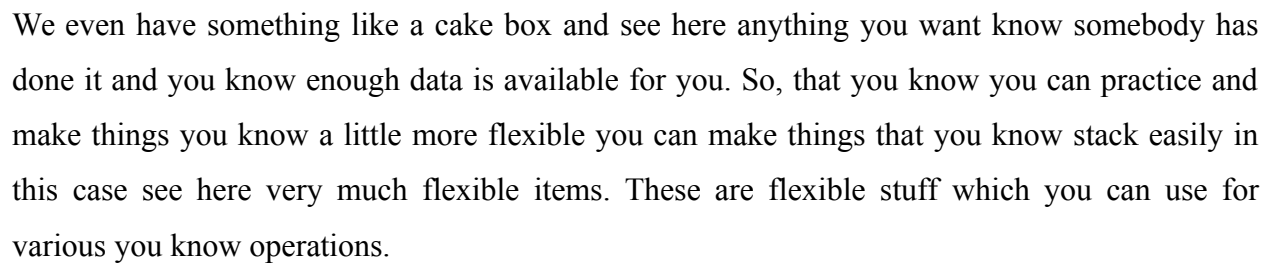 We even have something like a cake box and see here anything you want know somebody has
done it and you know enough data is available for you. So, that you know you can practice and
make things you know a little more flexible you can make things that you know stack easily in
this case see here very much flexible items. These are flexible stuff which you can use for
various you know operations.